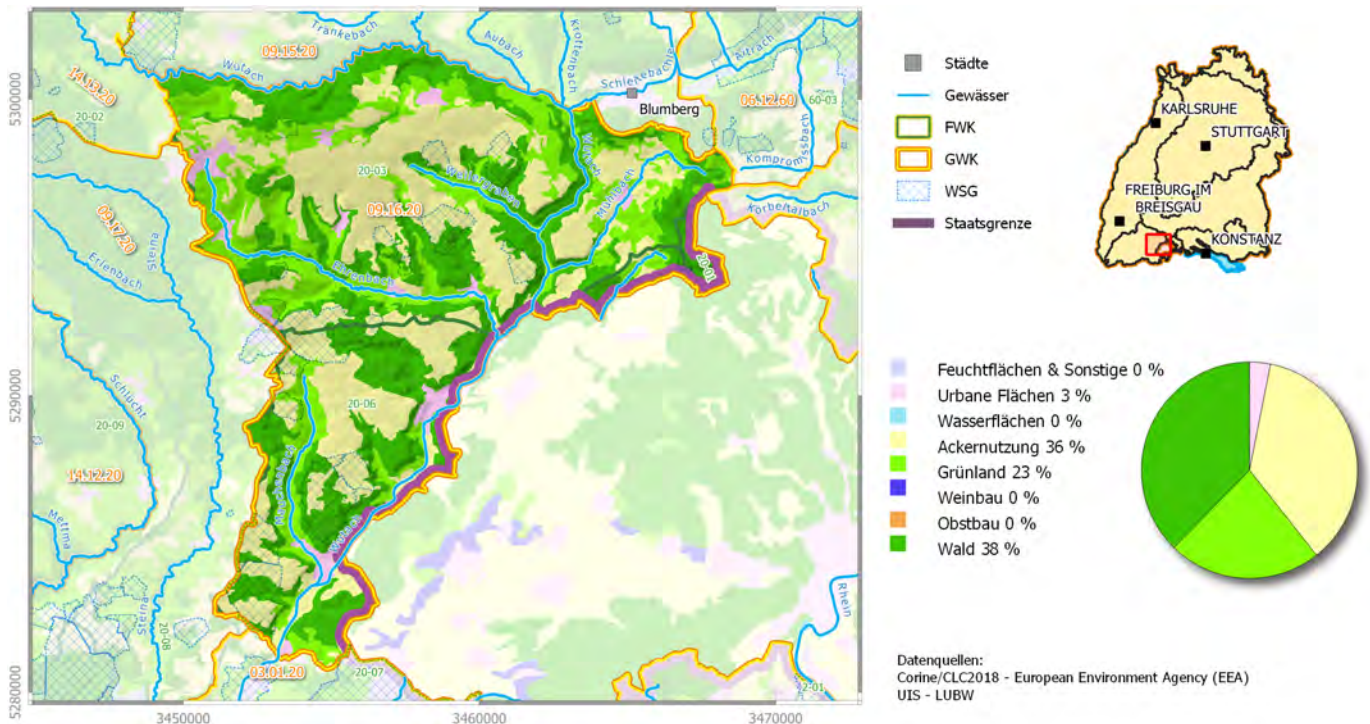 Trankebach
09.15.20
Wutach
Aubach
Krottenbach
Schleifebächle
Aitrach
Blumberg
06.12.60
60-03
14.13.20
20-02
Kompromissbach
Körbeltalbach
20-03
09.16.20
Mühlbach
Wutach
09.17.20
Steina
Erlenbach
Ehrenbach
20-01
Schlücht
20-09
14.12.20
Mettma
20-06
Wutach
Steina
20-08
03.01.20
20-07
Rhein
2-01
5300000
5290000
5280000
3450000
3460000
3470000
Städte
Gewässer
FWK
GWK
WSG
Staatsgrenze
KARLSRUHE
STUTTGART
FREIBURG IM
BREISGAU
KONSTANZ
Feuchtflächen & Sonstige 0 %
Urbane Flächen 3 %
Wasserflächen 0 %
Ackernutzung 36 %
Grünland 23 %
Weinbau 0 %
Obstbau 0 %
Wald 38 %
Datenquellen:
Corine/CLC2018 - European Environment Agency (EEA)
UIS - LUBW